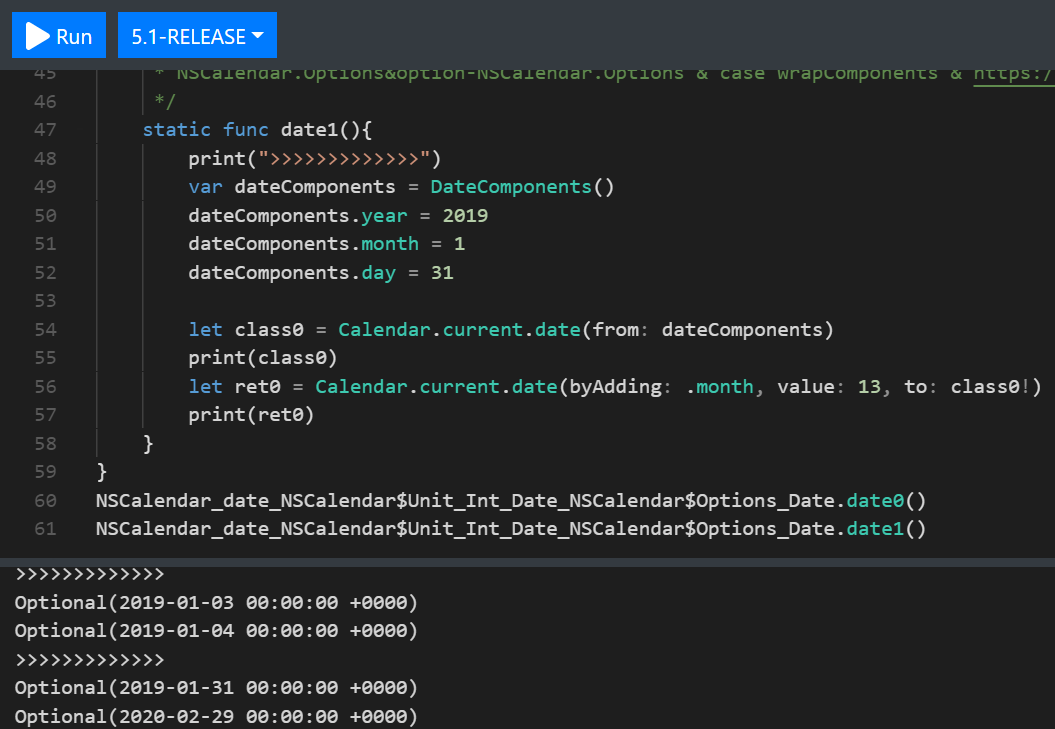 Run 5.1-RELEASE
45 * NSCalendar.Options&option-NSCalendar.Options & case wrapComponents & https:/
46 */
47 static func date1(){
48 print(">>>>>>>>>>>>>")
49 var dateComponents = DateComponents()
50 dateComponents.year = 2019
51 dateComponents.month = 1
52 dateComponents.day = 31
53
54 let class0 = Calendar.current.date(from: dateComponents)
55 print(class0)
56 let ret0 = Calendar.current.date(byAdding: .month, value: 13, to: class0!)
57 print(ret0)
58 }
59 }
60 NSCalendar_date_NSCalendar$Unit_Int_Date_NSCalendar$Options_Date.date0()
61 NSCalendar_date_NSCalendar$Unit_Int_Date_NSCalendar$Options_Date.date1()
>>>>>>>>>>>>>
Optional(2019-01-03 00:00:00 +0000)
Optional(2019-01-04 00:00:00 +0000)
>>>>>>>>>>>>>
Optional(2019-01-31 00:00:00 +0000)
Optional(2020-02-29 00:00:00 +0000)